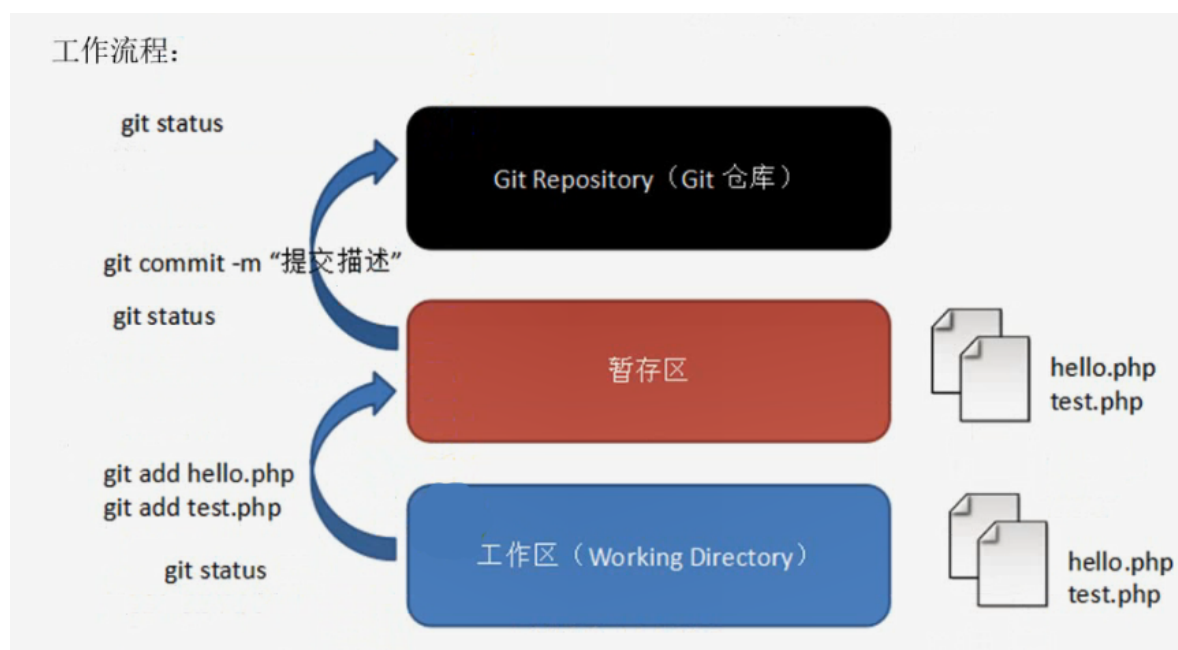 工作流程：
git status
Git Repository（Git 仓库）
git commit -m “提交描述”
git status
暂存区
hello.php
test.php
git add hello.php
git add test.php
git status
工作区（Working Directory）
hello.php
test.php